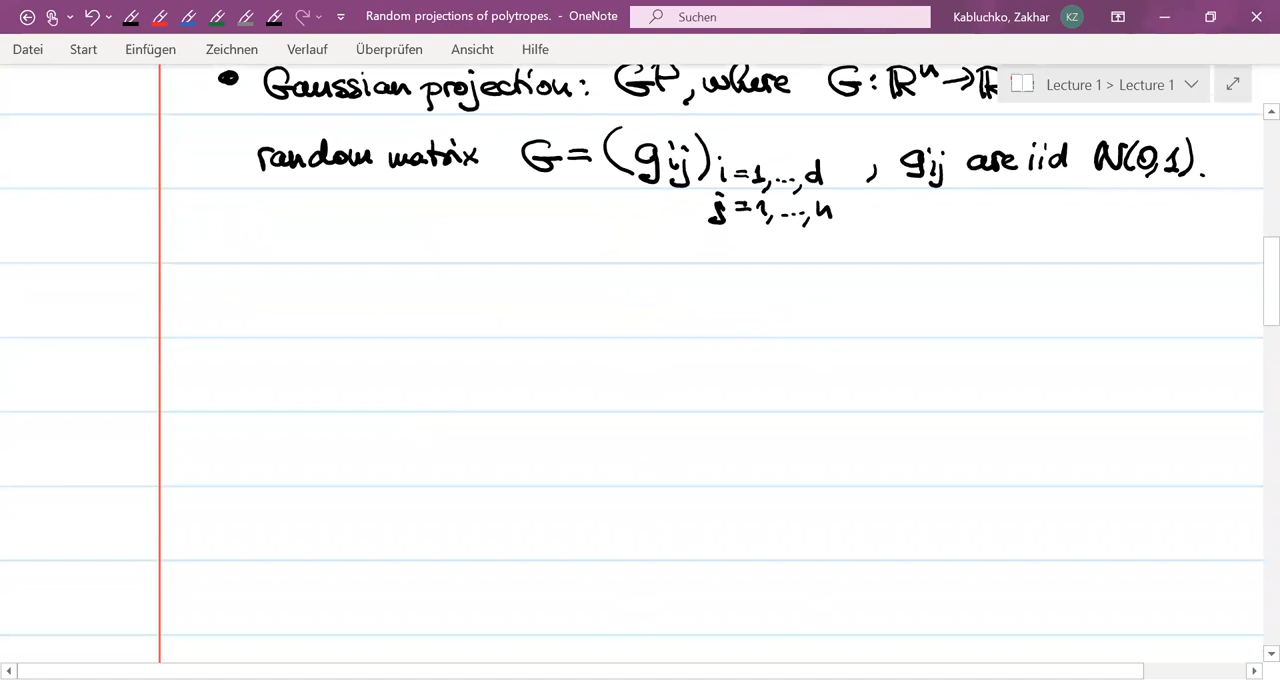 Random projections of polytropes. - OneNote
Suchen
Kabluchko, Zakhar
KZ
Datei Start Einfügen Zeichnen Verlauf Überprüfen Ansicht Hilfe
Lecture 1 > Lecture 1
• Gaussian projection: GP, where G: ℝⁿ → ℝ
random matrix G = (gij) i=1,...,d , gij are iid N(0,1).
j=1,...,n